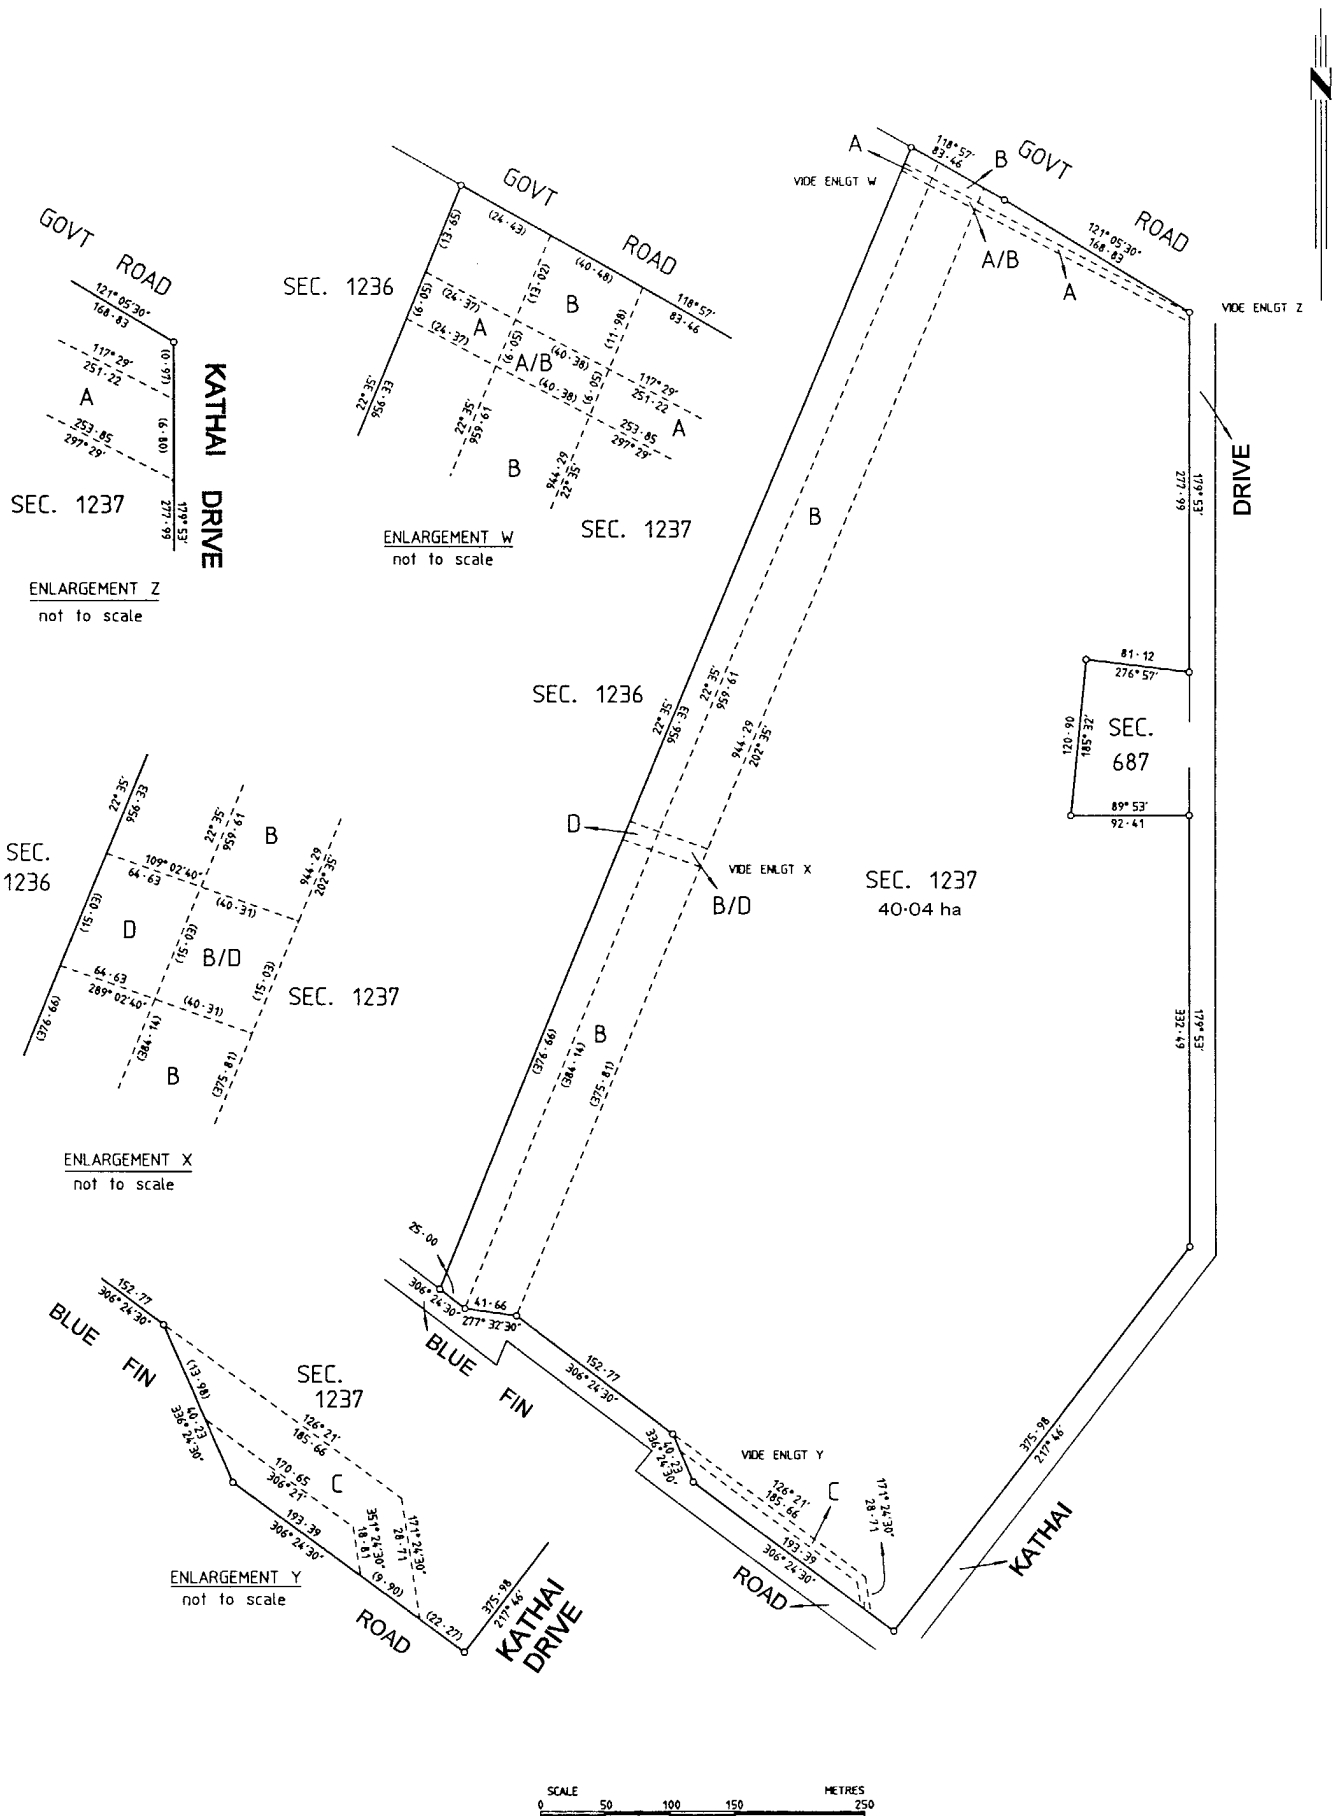 N
GOVT
ROAD
121° 05'30"
168·83
117° 29'
251·22
A
253·85
297° 29'
(0·97)
(6·80)
KATHAI DRIVE
179° 53'
277·99
SEC. 1237
ENLARGEMENT Z
not to scale
GOVT
ROAD
(24·43)
(13·65)
SEC. 1236
(40·48)
118° 57'
83·46
(6·05)
(24·37)
(24·37)
A
(13·02)
B
(11·98)
(6·05)
A/B
(40·38)
(40·38)
(6·05)
117° 29'
251·22
A
253·85
297° 29'
22° 35'
956·33
22° 35'
959·61
B
944·29
22° 35'
SEC. 1237
ENLARGEMENT W
not to scale
A
VIDE ENLGT W
118° 57'
83·46
B
GOVT
ROAD
A/B
A
121° 05'30"
168·83
VIDE ENLGT Z
179° 53'
277·99
DRIVE
B
SEC. 1236
22° 35'
956·33
22° 35'
959·61
944·29
202° 35'
81·12
276° 57'
120·90
185° 32'
SEC.
687
89° 53'
92·41
D
VIDE ENLGT X
B/D
SEC. 1237
40·04 ha
179° 53'
332·49
B
(376·66)
(384·14)
(375·81)
22° 35'
956·33
22° 35'
959·61
B
944·29
202° 35'
SEC.
1236
109° 02'40"
64·63
(40·31)
(15·03)
D
(15·03)
B/D
(15·03)
64·63
289° 02'40"
(40·31)
SEC. 1237
(376·66)
(384·14)
B
(375·81)
ENLARGEMENT X
not to scale
25·00
306° 24'30"
41·66
277° 32'30"
BLUE FIN
152·77
306° 24'30"
40·23
336° 24'30"
VIDE ENLGT Y
126° 21'
185·66
C
171° 24'30"
28·71
193·39
306° 24'30"
ROAD
375·98
217° 46'
KATHAI
152·77
306° 24'30"
BLUE FIN
(13·98)
40·23
336° 24'30"
SEC.
1237
126° 21'
185·66
170·65
306° 21'
C
193·39
306° 24'30"
351° 24'30"
18·81
171° 24'30"
28·71
(9·90)
(22·27)
ROAD
375·98
217° 46'
KATHAI
DRIVE
ENLARGEMENT Y
not to scale
SCALE METRES
0 50 100 150 250